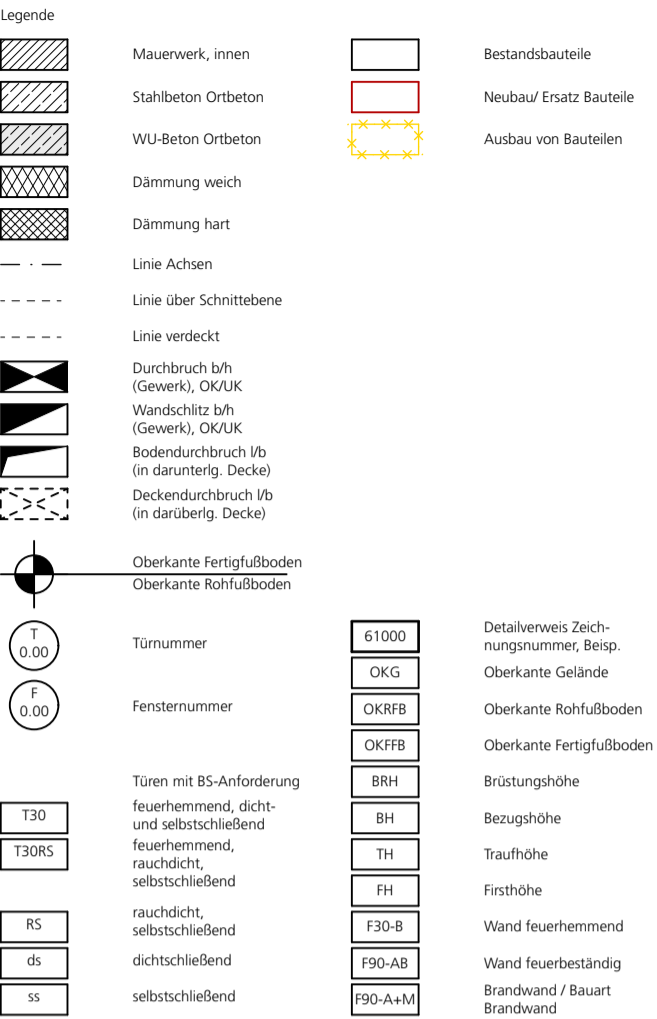 Legende
Mauerwerk, innen
Stahlbeton Ortbeton
WU-Beton Ortbeton
Dämmung weich
Dämmung hart
Linie Achsen
Linie über Schnittebene
Linie verdeckt
Durchbruch b/h
(Gewerk), OK/UK
Wandschlitz b/h
(Gewerk), OK/UK
Bodendurchbruch l/b
(in darunterlg. Decke)
Deckendurchbruch l/b
(in darüberlg. Decke)
Oberkante Fertigfußboden
Oberkante Rohfußboden
T
0.00
Türnummer
F
0.00
Fensternummer
Türen mit BS-Anforderung
T30
feuerhemmend, dicht-
und selbstschließend
T30RS
feuerhemmend,
rauchdicht,
selbstschließend
RS
rauchdicht,
selbstschließend
ds
dichtschließend
ss
selbstschließend
Bestandsbauteile
Neubau/ Ersatz Bauteile
Ausbau von Bauteilen
61000
Detailverweis Zeich-
nungsnummer, Beisp.
OKG
Oberkante Gelände
OKRFB
Oberkante Rohfußboden
OKFFB
Oberkante Fertigfußboden
BRH
Brüstungshöhe
BH
Bezugshöhe
TH
Traufhöhe
FH
Firsthöhe
F30-B
Wand feuerhemmend
F90-AB
Wand feuerbeständig
F90-A+M
Brandwand / Bauart
Brandwand